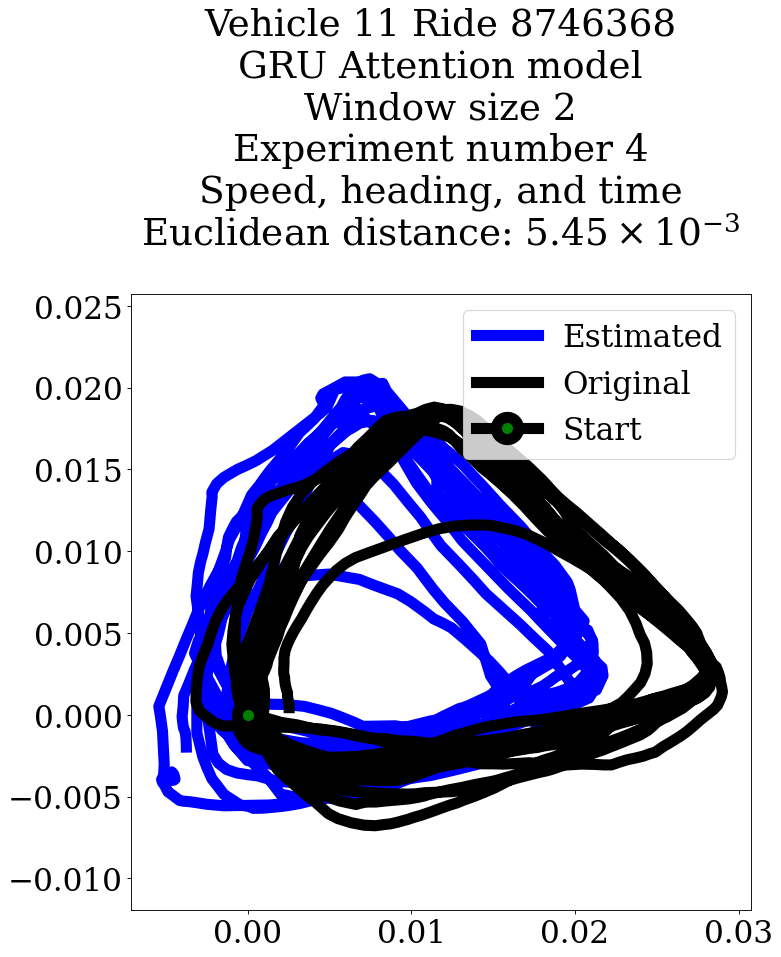 Vehicle 11 Ride 8746368
GRU Attention model
Window size 2
Experiment number 4
Speed, heading, and time
Euclidean distance: 5.45 × 10⁻³
0.025
0.020
0.015
0.010
0.005
0.000
−0.005
−0.010
Estimated
Original
Start
0.00 0.01 0.02 0.03